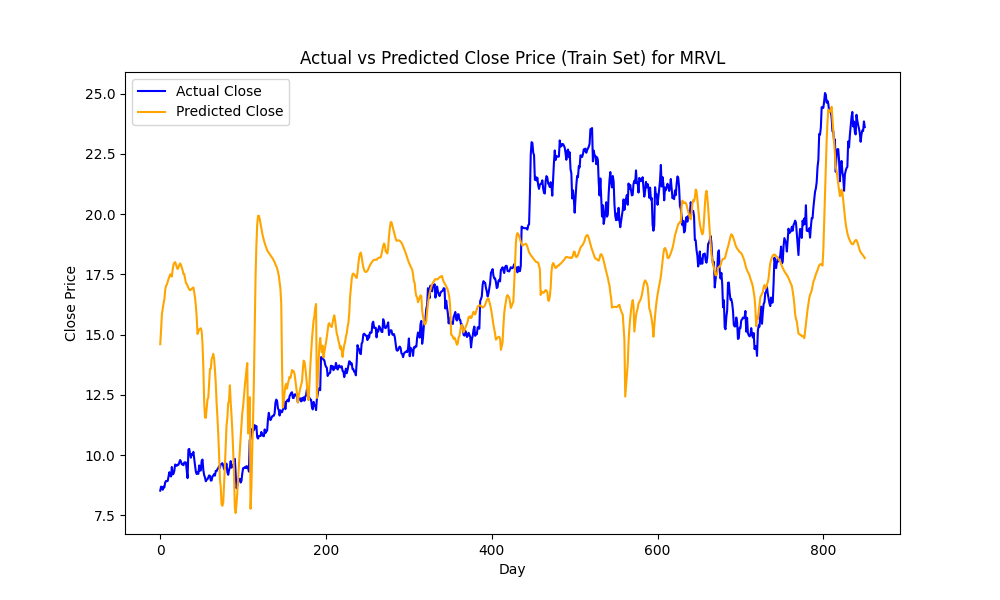 Actual vs Predicted Close Price (Train Set) for MRVL
Actual Close
Predicted Close
25.0
22.5
20.0
17.5
15.0
12.5
10.0
7.5
Close Price
0
200
400
600
800
Day